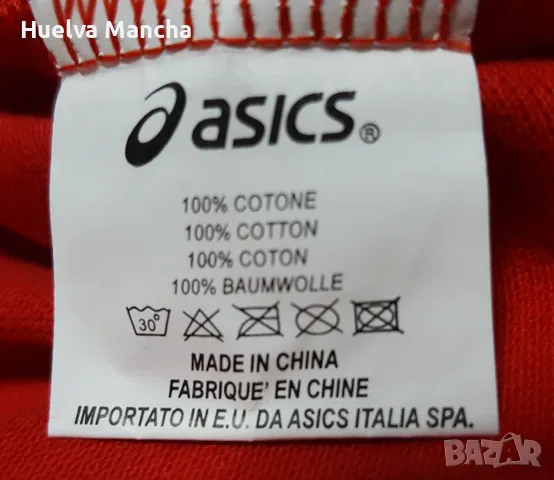 Huelva Mancha
asics®
100% COTONE
100% COTTON
100% COTON
100% BAUMWOLLE
30°
MADE IN CHINA
FABRIQUE' EN CHINE
IMPORTATO IN E.U. DA ASICS ITALIA SPA.
BAZAR